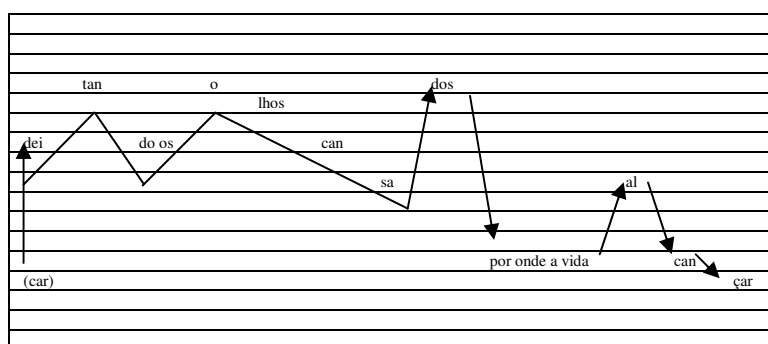 tan o dos
lhos
dei do os can
sa al
por onde a vida can
(car) çar